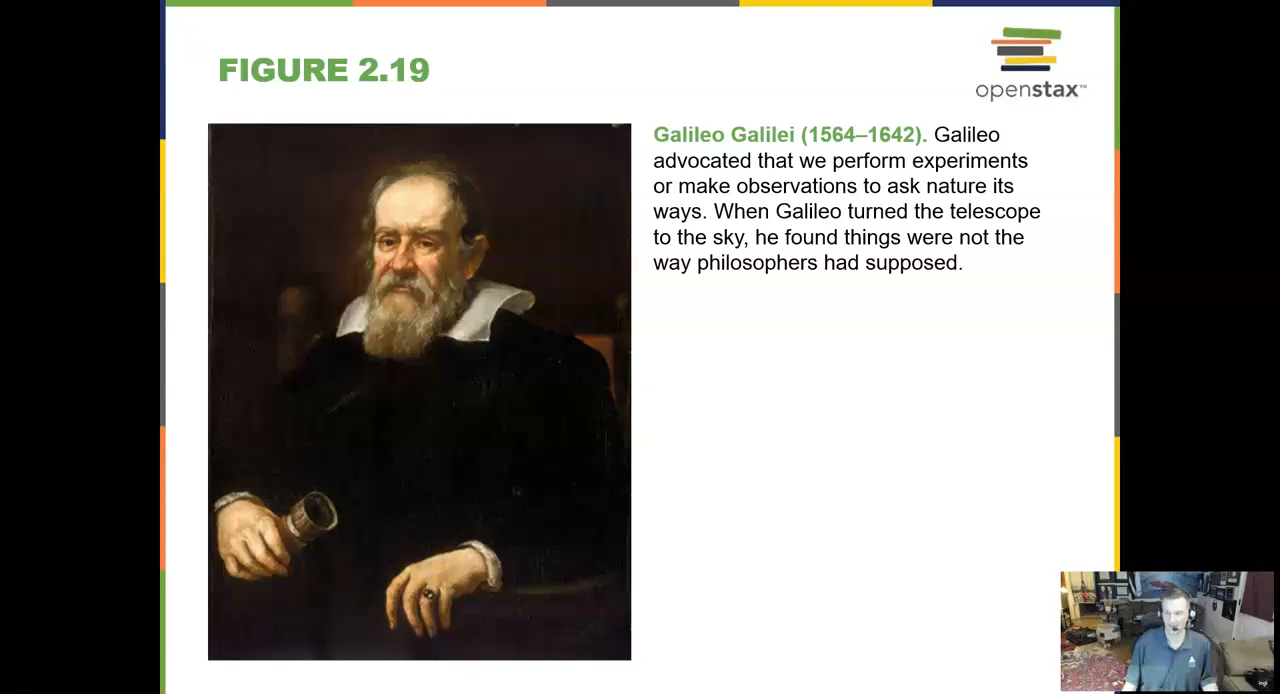 FIGURE 2.19
openstax™
Galileo Galilei (1564–1642). Galileo
advocated that we perform experiments
or make observations to ask nature its
ways. When Galileo turned the telescope
to the sky, he found things were not the
way philosophers had supposed.
logi